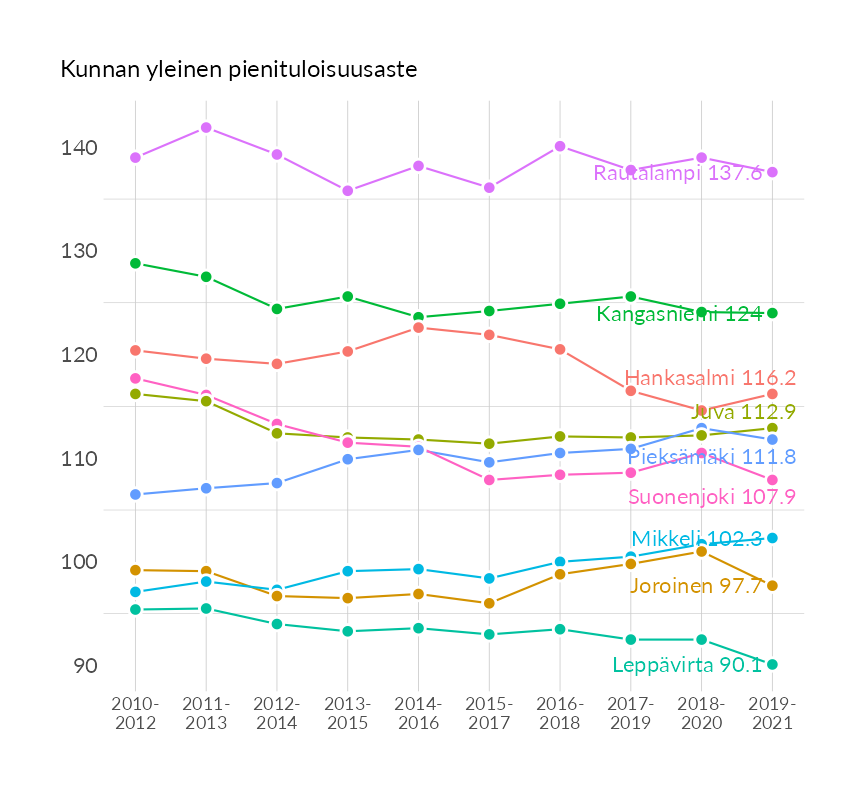 Kunnan yleinen pienituloisuusaste
140
130
120
110
100
90
Rautalampi 137.6
Kangasniemi 124
Hankasalmi 116.2
Juva 112.9
Pieksämäki 111.8
Suonenjoki 107.9
Mikkeli 102.3
Joroinen 97.7
Leppävirta 90.1
2010- 2011- 2012- 2013- 2014- 2015- 2016- 2017- 2018- 2019-
2012 2013 2014 2015 2016 2017 2018 2019 2020 2021